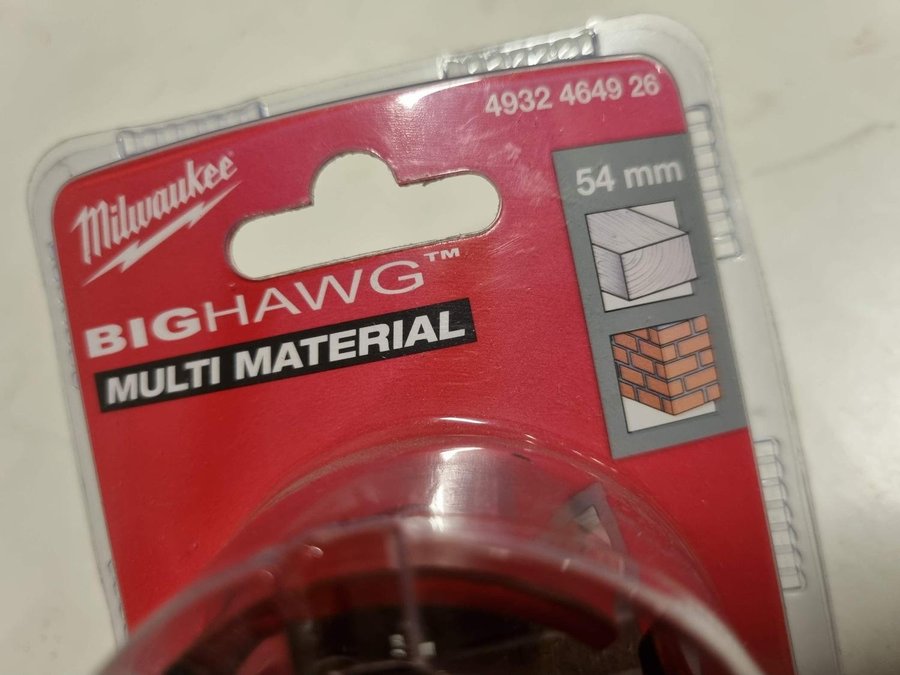 4932 4649 26
Milwaukee
54 mm
BIGHAWG™
MULTI MATERIAL